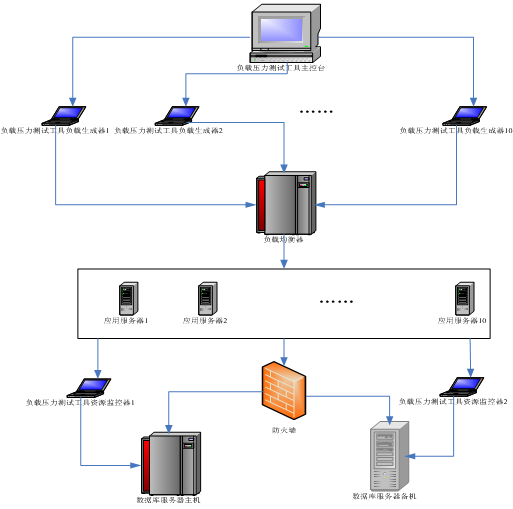 负载压力测试工具主控台
……
负载压力测试工具负载生成器1
负载压力测试工具负载生成器2
负载压力测试工具负载生成器10
负载均衡器
……
应用服务器1
应用服务器2
应用服务器10
负载压力测试工具资源监控器1
负载压力测试工具资源监控器2
防火墙
数据库服务器主机
数据库服务器备机